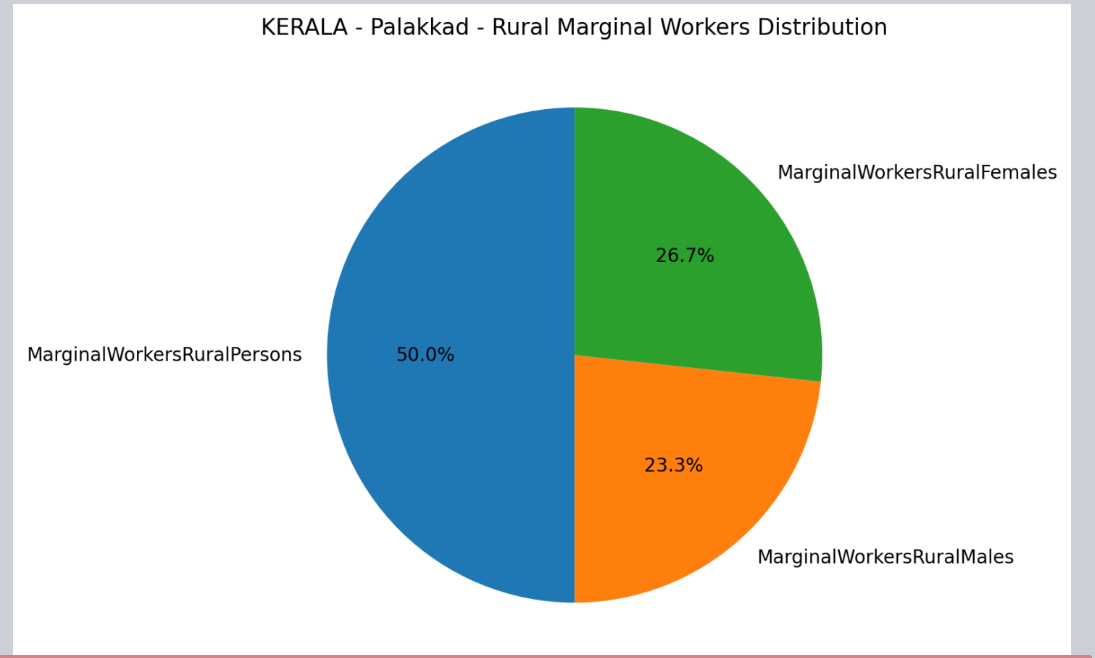 KERALA - Palakkad - Rural Marginal Workers Distribution
MarginalWorkersRuralFemales
26.7%
MarginalWorkersRuralPersons
50.0%
23.3%
MarginalWorkersRuralMales